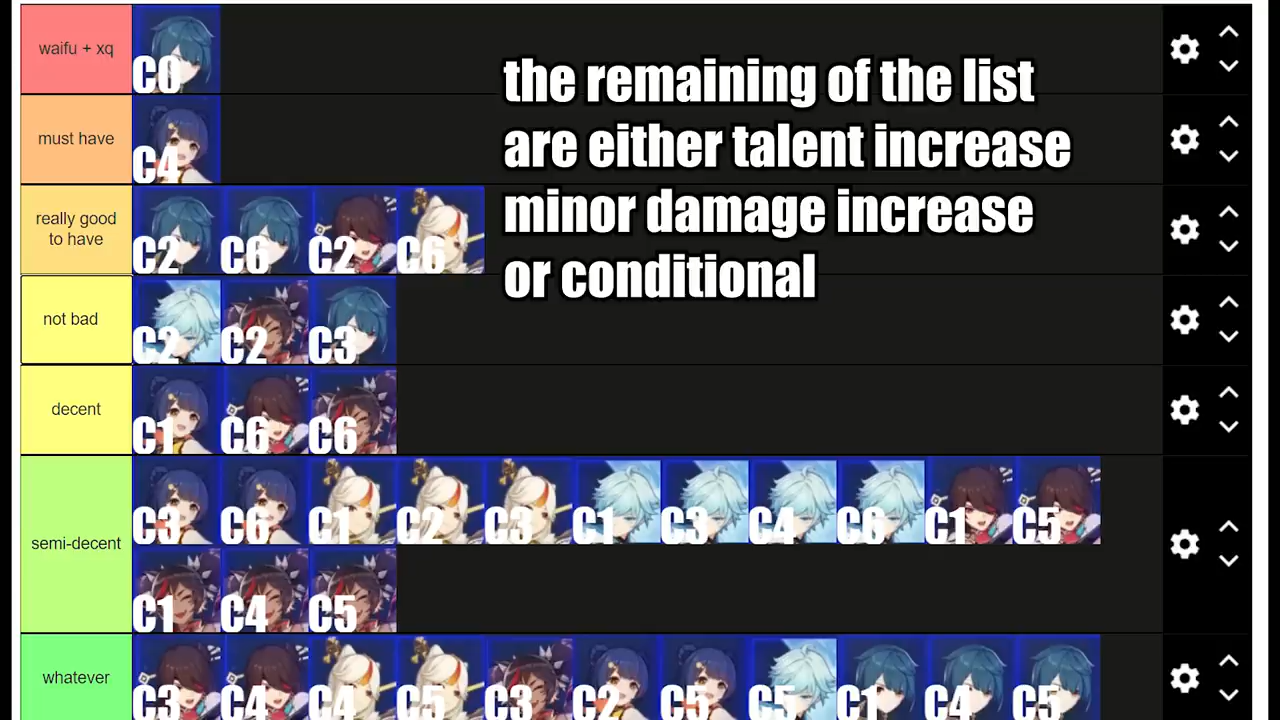 waifu + xq
C0
the remaining of the list
are either talent increase
minor damage increase
or conditional
must have
C4
really good
to have
C2 C6 C2 C6
not bad
C2 C2 C3
decent
C1 C6 C6
semi-decent
C3 C6 C1 C2 C3 C1 C3 C4 C6 C1 C5
C1 C4 C5
whatever
C3 C4 C4 C5 C3 C2 C5 C5 C1 C4 C5